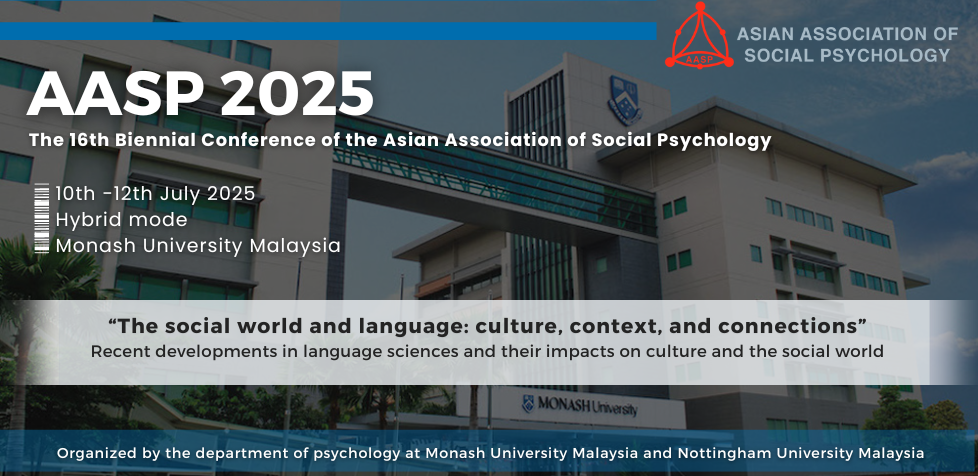 ASIAN ASSOCIATION OF
SOCIAL PSYCHOLOGY
AASP
AASP 2025
The 16th Biennial Conference of the Asian Association of Social Psychology
10th -12th July 2025
Hybrid mode
Monash University Malaysia
“The social world and language: culture, context, and connections”
Recent developments in language sciences and their impacts on culture and the social world
MONASH University
Organized by the department of psychology at Monash University Malaysia and Nottingham University Malaysia